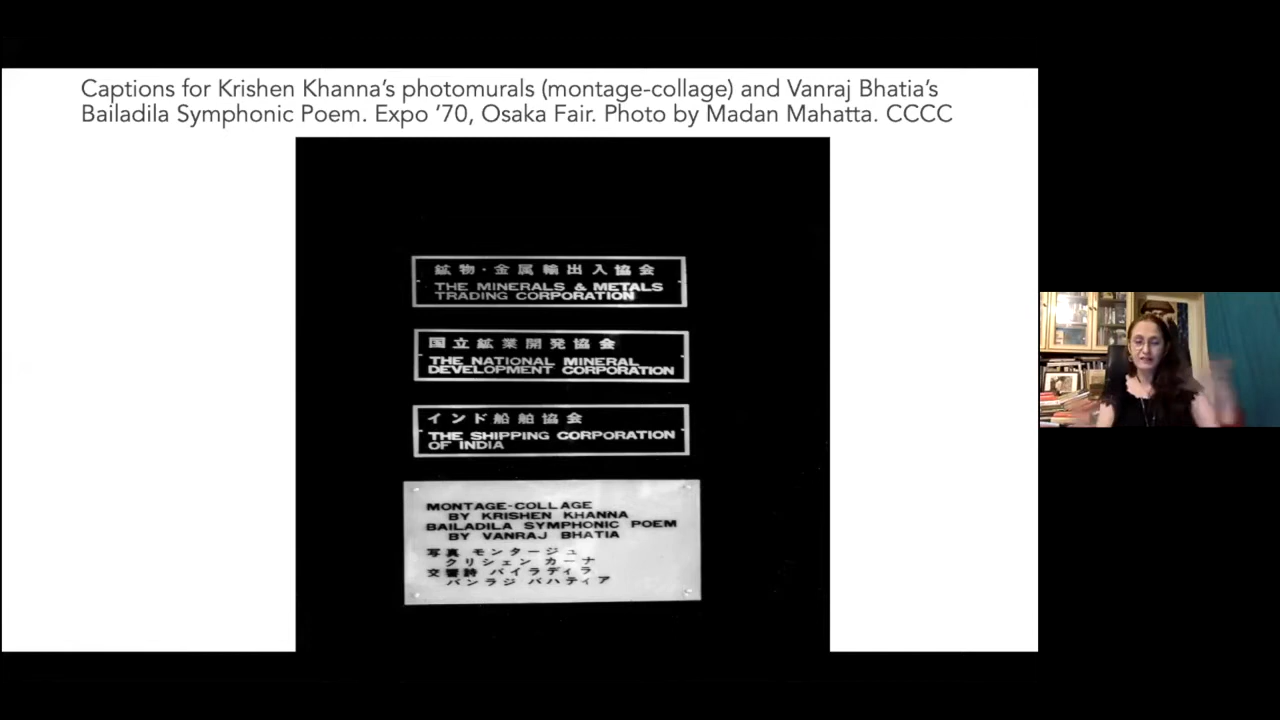 Captions for Krishen Khanna’s photomurals (montage-collage) and Vanraj Bhatia’s
Bailadila Symphonic Poem. Expo ’70, Osaka Fair. Photo by Madan Mahatta. CCCC
鉱物・金属輸出入協会
THE MINERALS & METALS
TRADING CORPORATION
国立鉱業開発協会
THE NATIONAL MINERAL
DEVELOPMENT CORPORATION
インド船舶協会
THE SHIPPING CORPORATION
OF INDIA
MONTAGE-COLLAGE
BY KRISHEN KHANNA
BAILADILA SYMPHONIC POEM
BY VANRAJ BHATIA
写真 モンタージュ
クリシェン カーナ
交響詩 バイラディラ
バンラジ バハティア